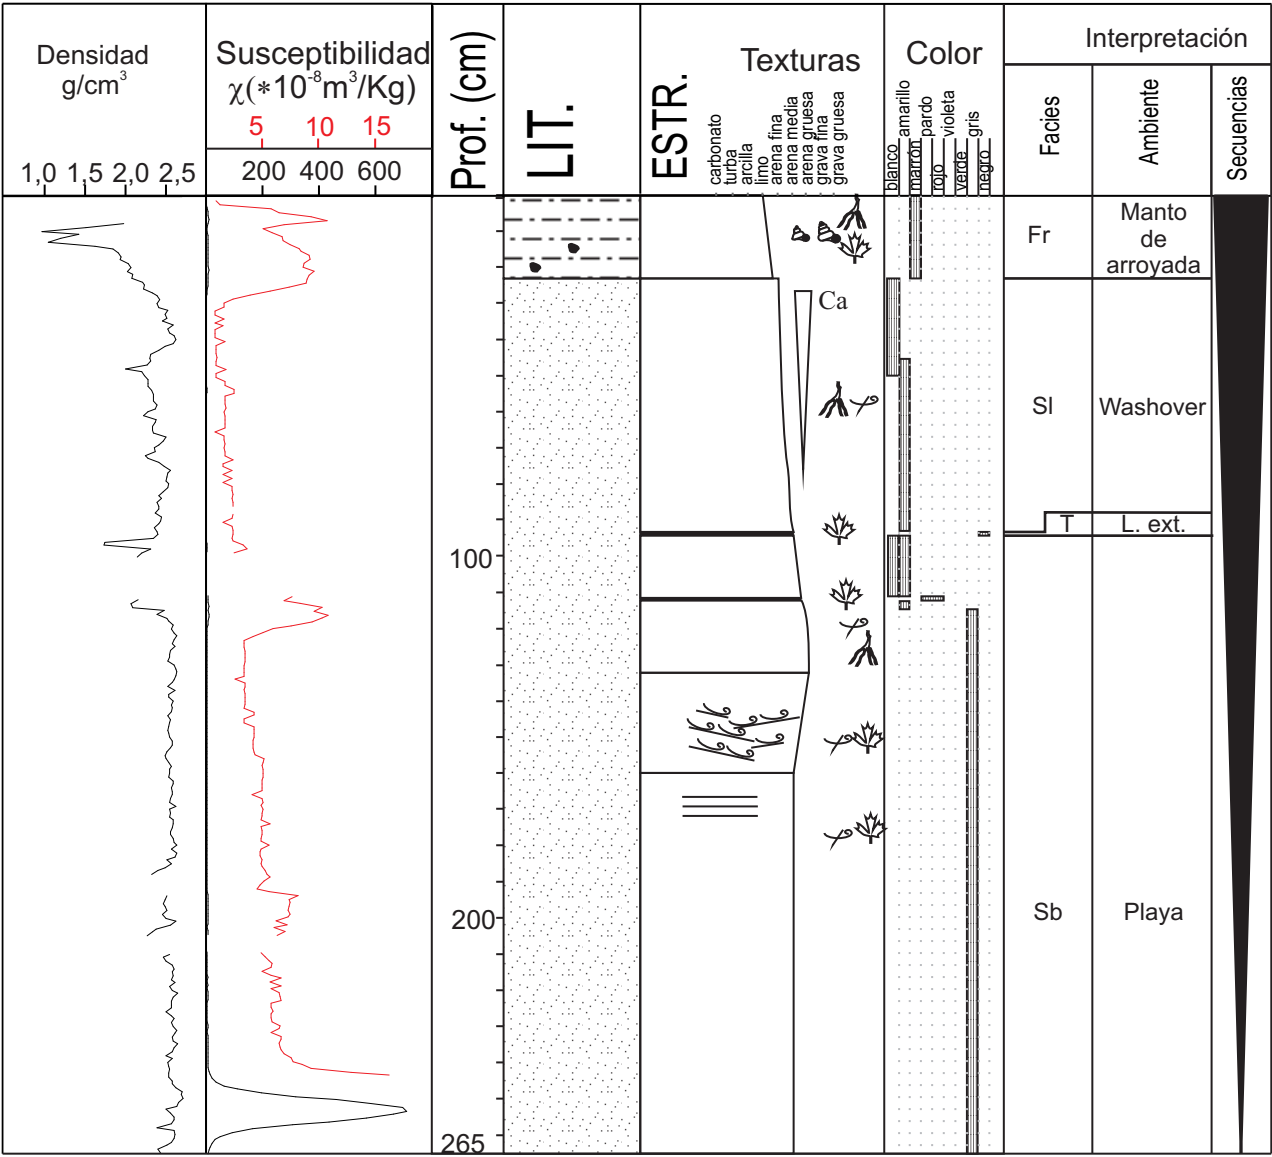 Densidad
g/cm³
1,0 1,5 2,0 2,5
Susceptibilidad
χ(*10⁻⁸m³/Kg)
5 10 15
200 400 600
Prof. (cm)
LIT.
ESTR.
Texturas
carbonato
turba
arcilla
limo
arena fina
arena media
arena gruesa
grava fina
grava gruesa
Color
blanco
amarillo
marrón
pardo
rojo
violeta
verde
gris
negro
Interpretación
Facies
Ambiente
Secuencias
Fr
Manto
de
arroyada
Ca
Sl
Washover
T
L. ext.
100
200
Sb
Playa
265